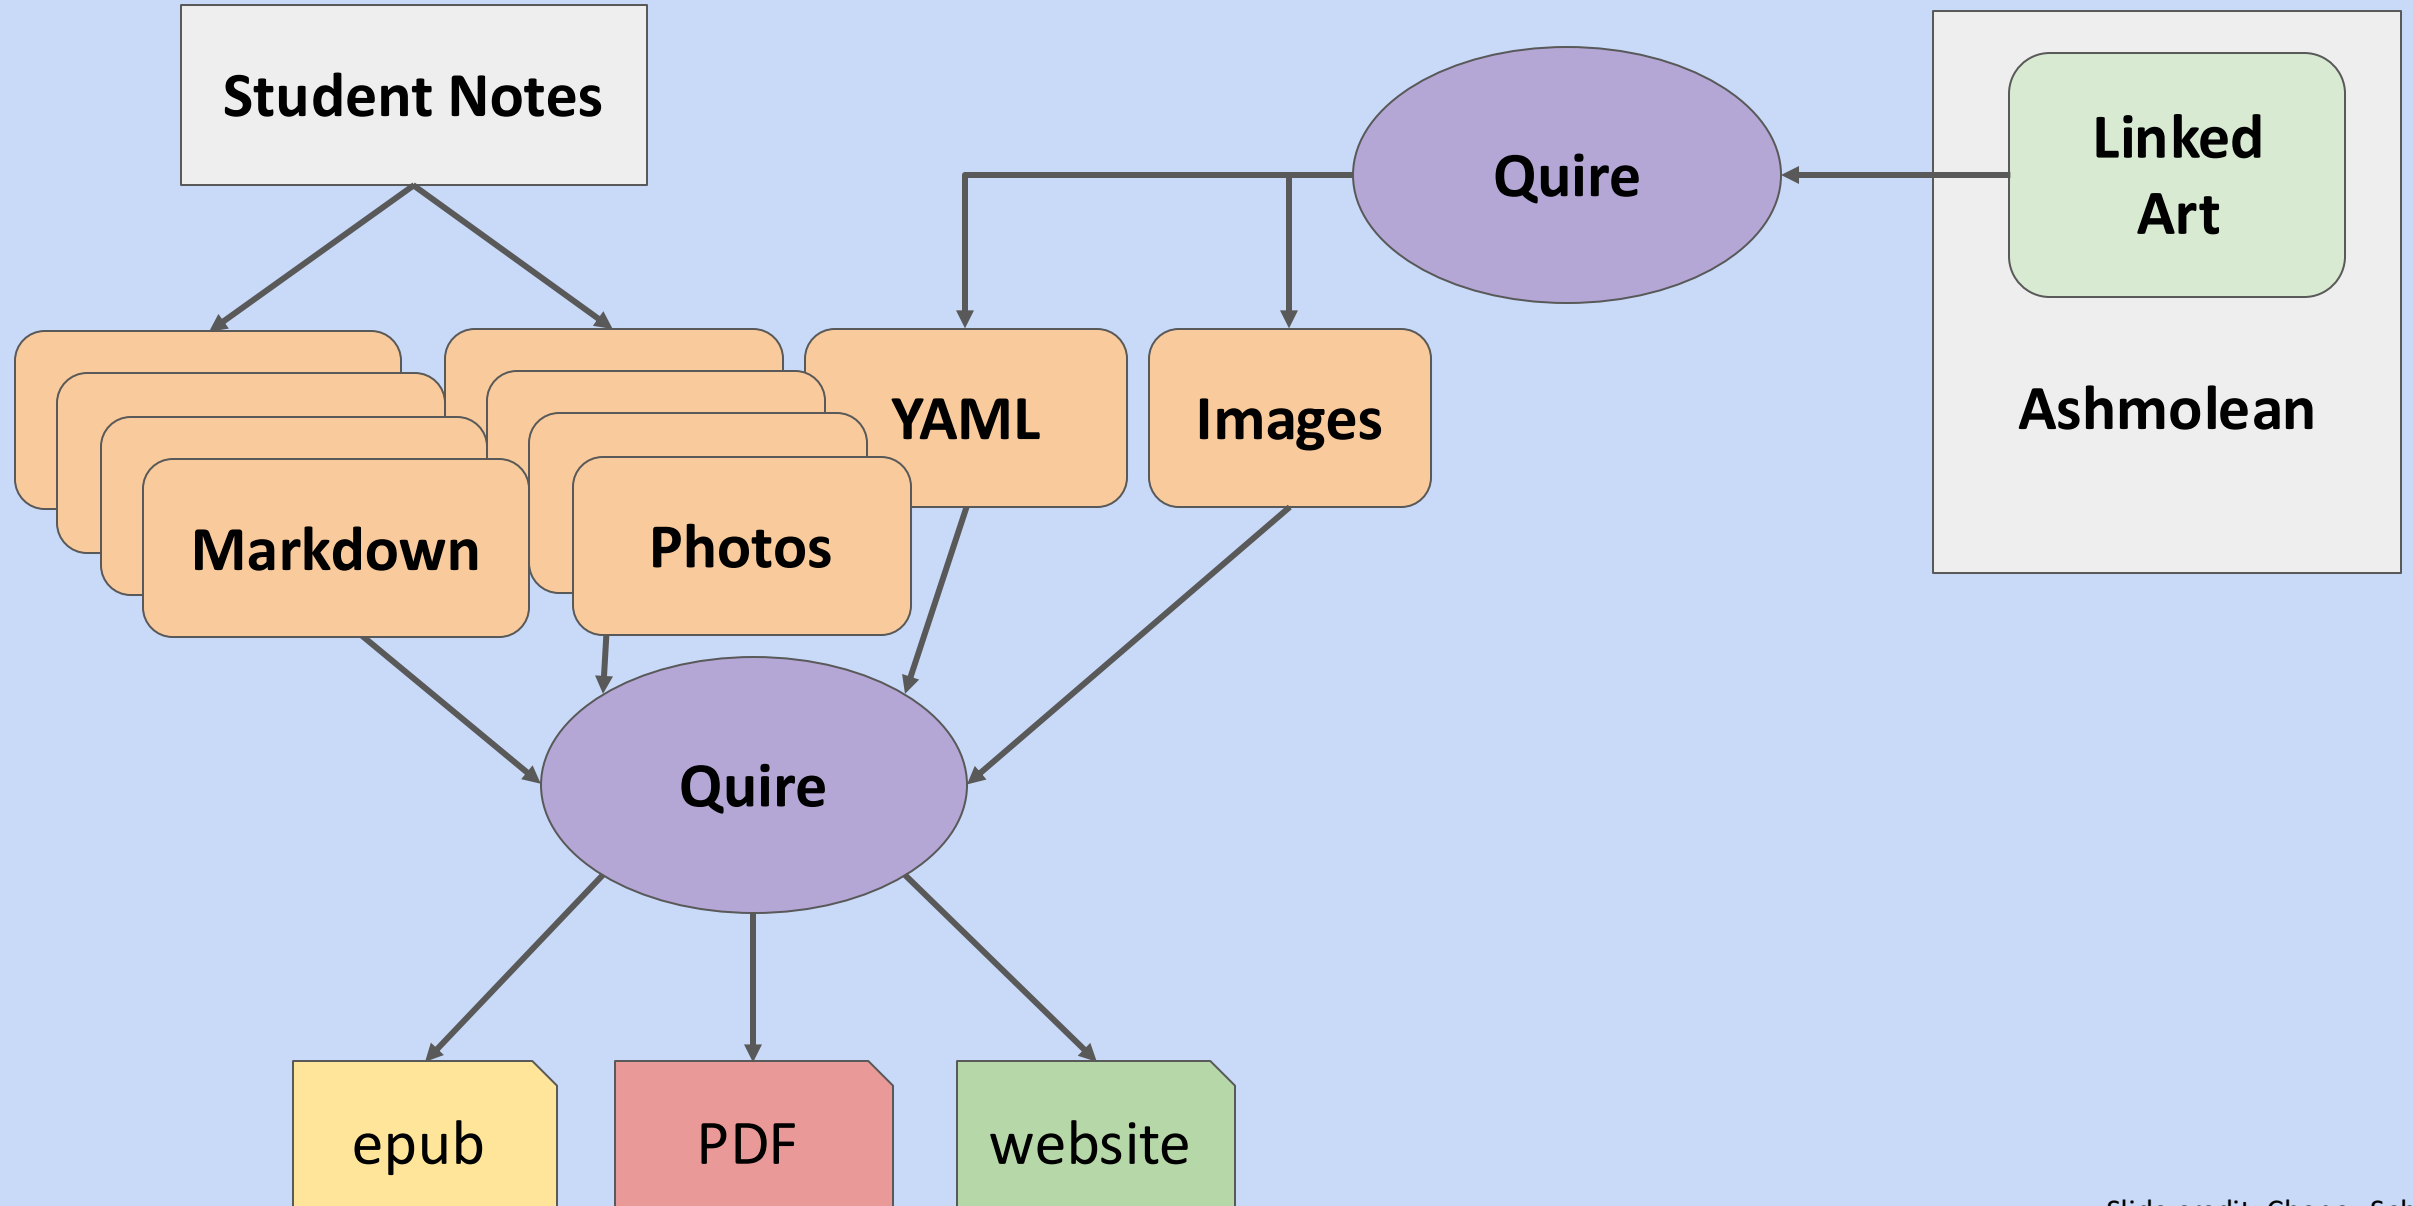 Student Notes
Quire
Linked
Art
YAML
Images
Ashmolean
Markdown
Photos
Quire
epub
PDF
website